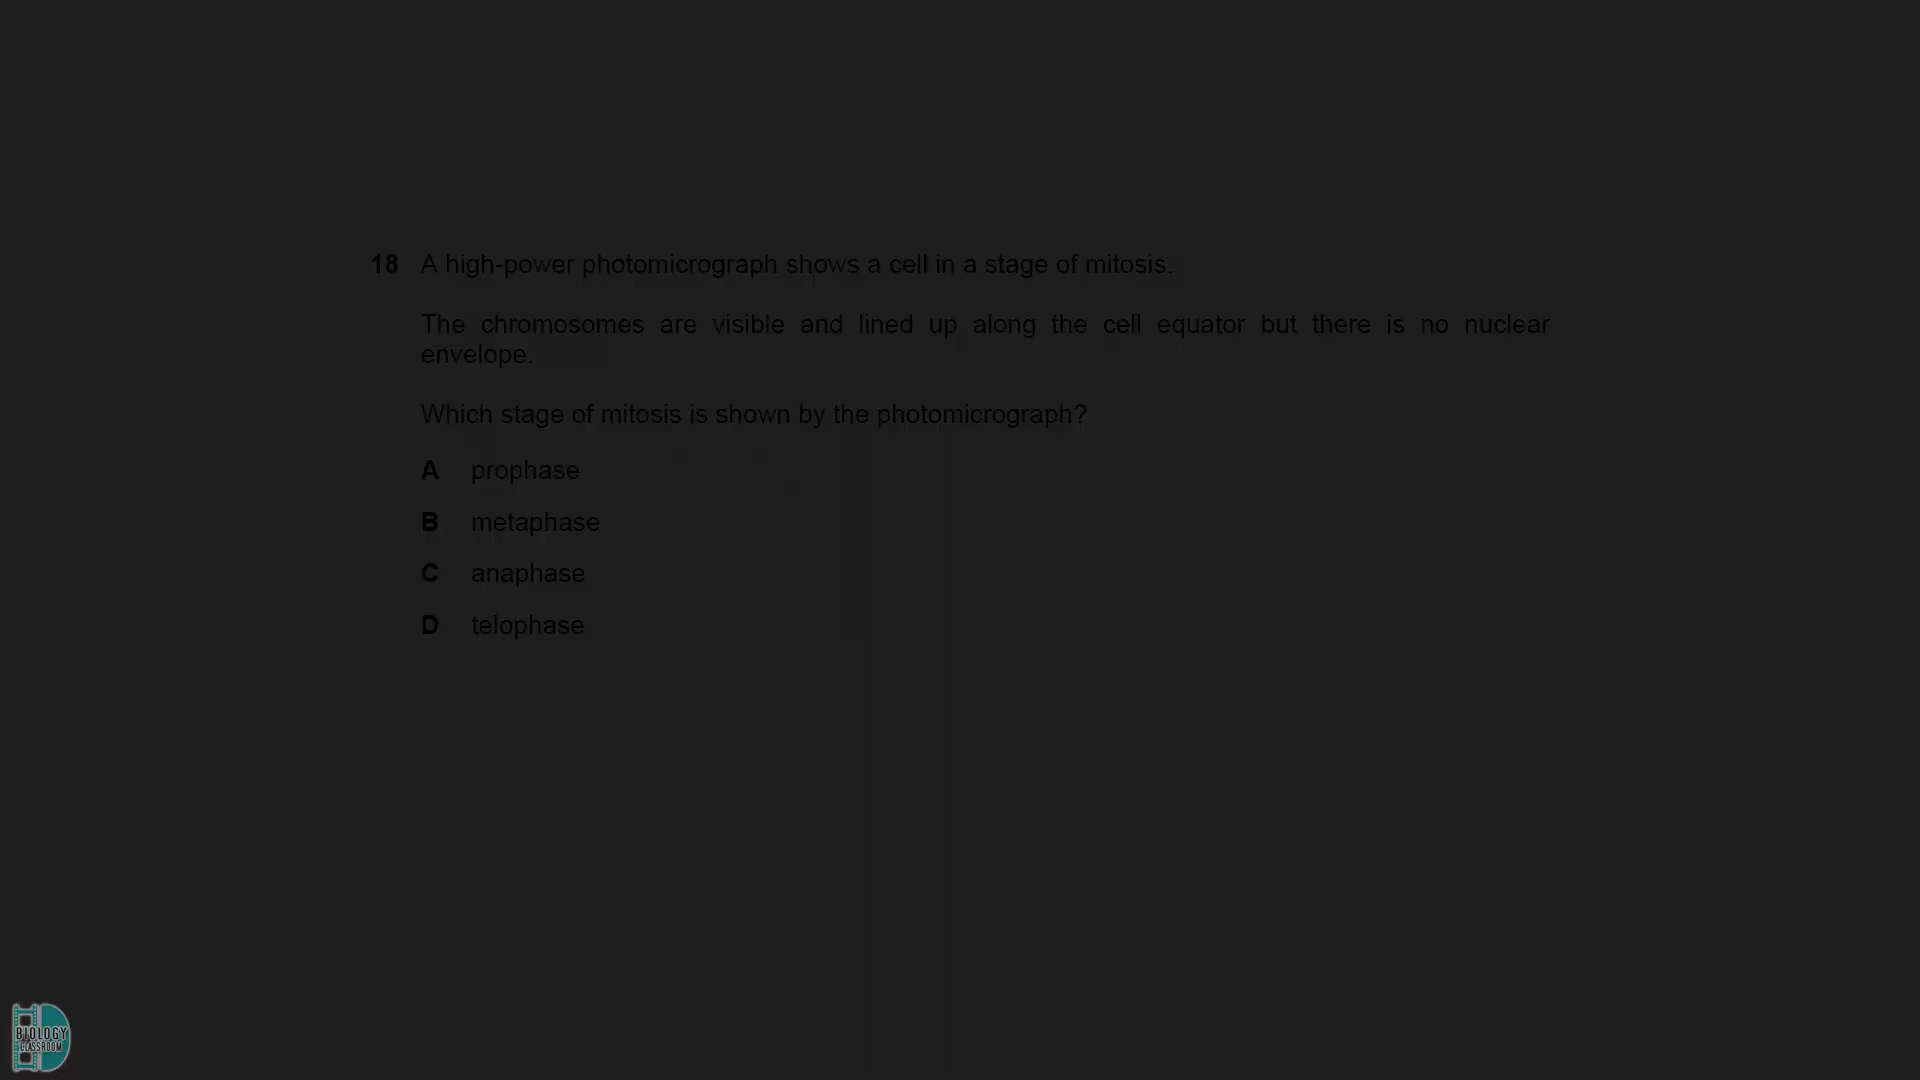 18 A high-power photomicrograph shows a cell in a stage of mitosis.
The chromosomes are visible and lined up along the cell equator but there is no nuclear
envelope.
Which stage of mitosis is shown by the photomicrograph?
A prophase
B metaphase
C anaphase
D telophase
BIOLOGY
CLASSROOM